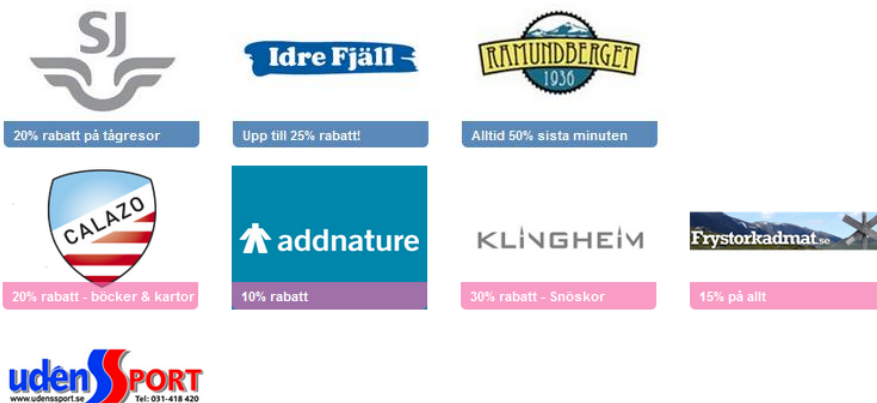 SJ
Idre Fjäll
RAMUNDBERGET
1936
20% rabatt på tågresor
Upp till 25% rabatt!
Alltid 50% sista minuten
CALAZO
addnature
KLINGHEIM
Frystorkadmat.se
20% rabatt - böcker & kartor
10% rabatt
30% rabatt - Snöskor
15% på allt
udénSSPORT
www.udenssport.se Tel: 031-418 420